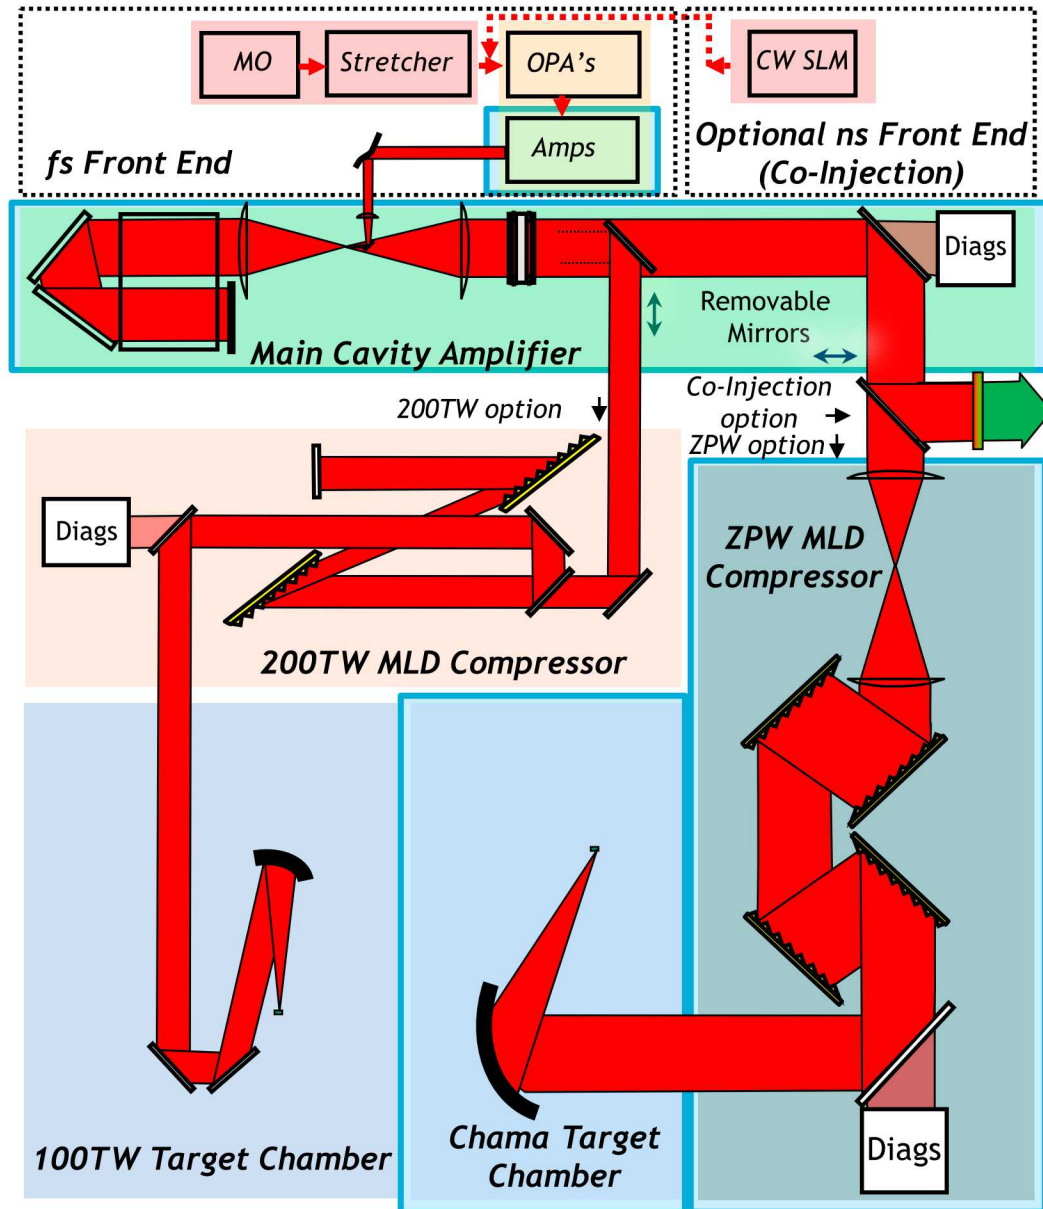 MO
Stretcher
OPA's
CW SLM
Amps
fs Front End
Optional ns Front End
(Co-Injection)
Diags
Removable
Mirrors
Main Cavity Amplifier
200TW option
Co-Injection
option
ZPW option
Diags
ZPW MLD
Compressor
200TW MLD Compressor
100TW Target Chamber
Chama Target
Chamber
Diags